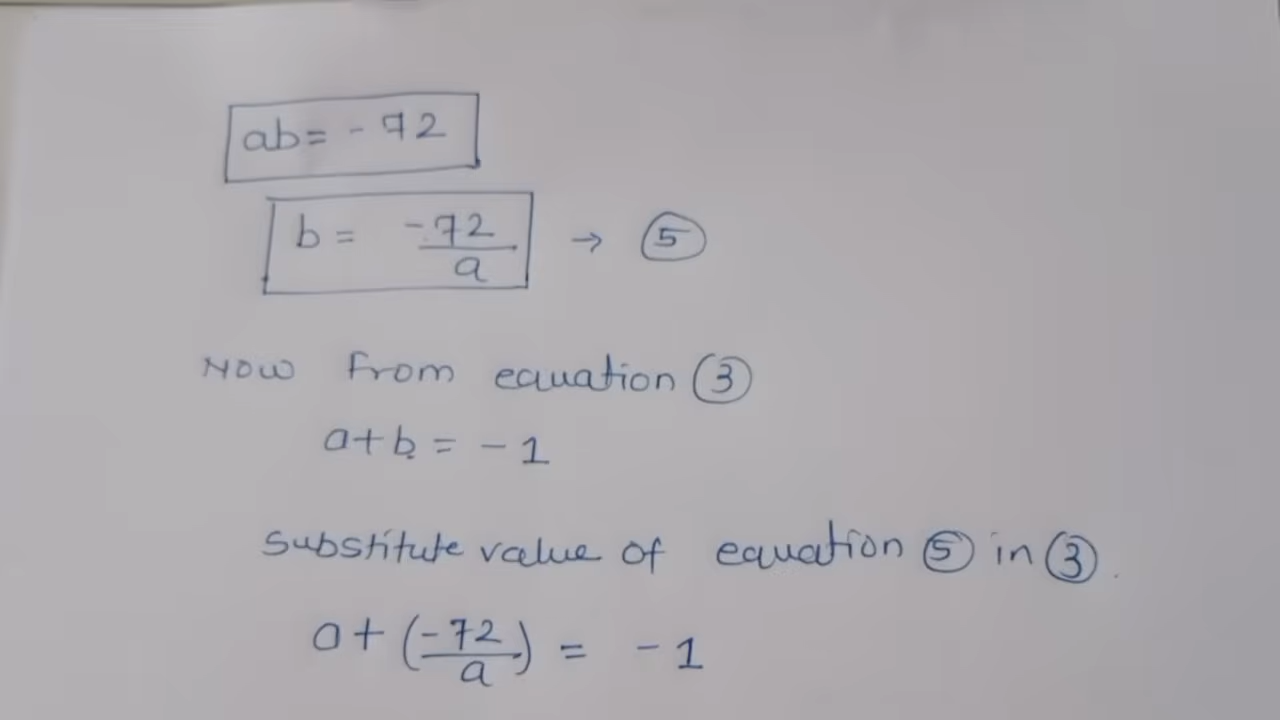 ab = - 72
b = -72/a → ⑤
Now From equation ③
a+b = -1
substitute value of equation ⑤ in ③.
a + (-72/a) = -1